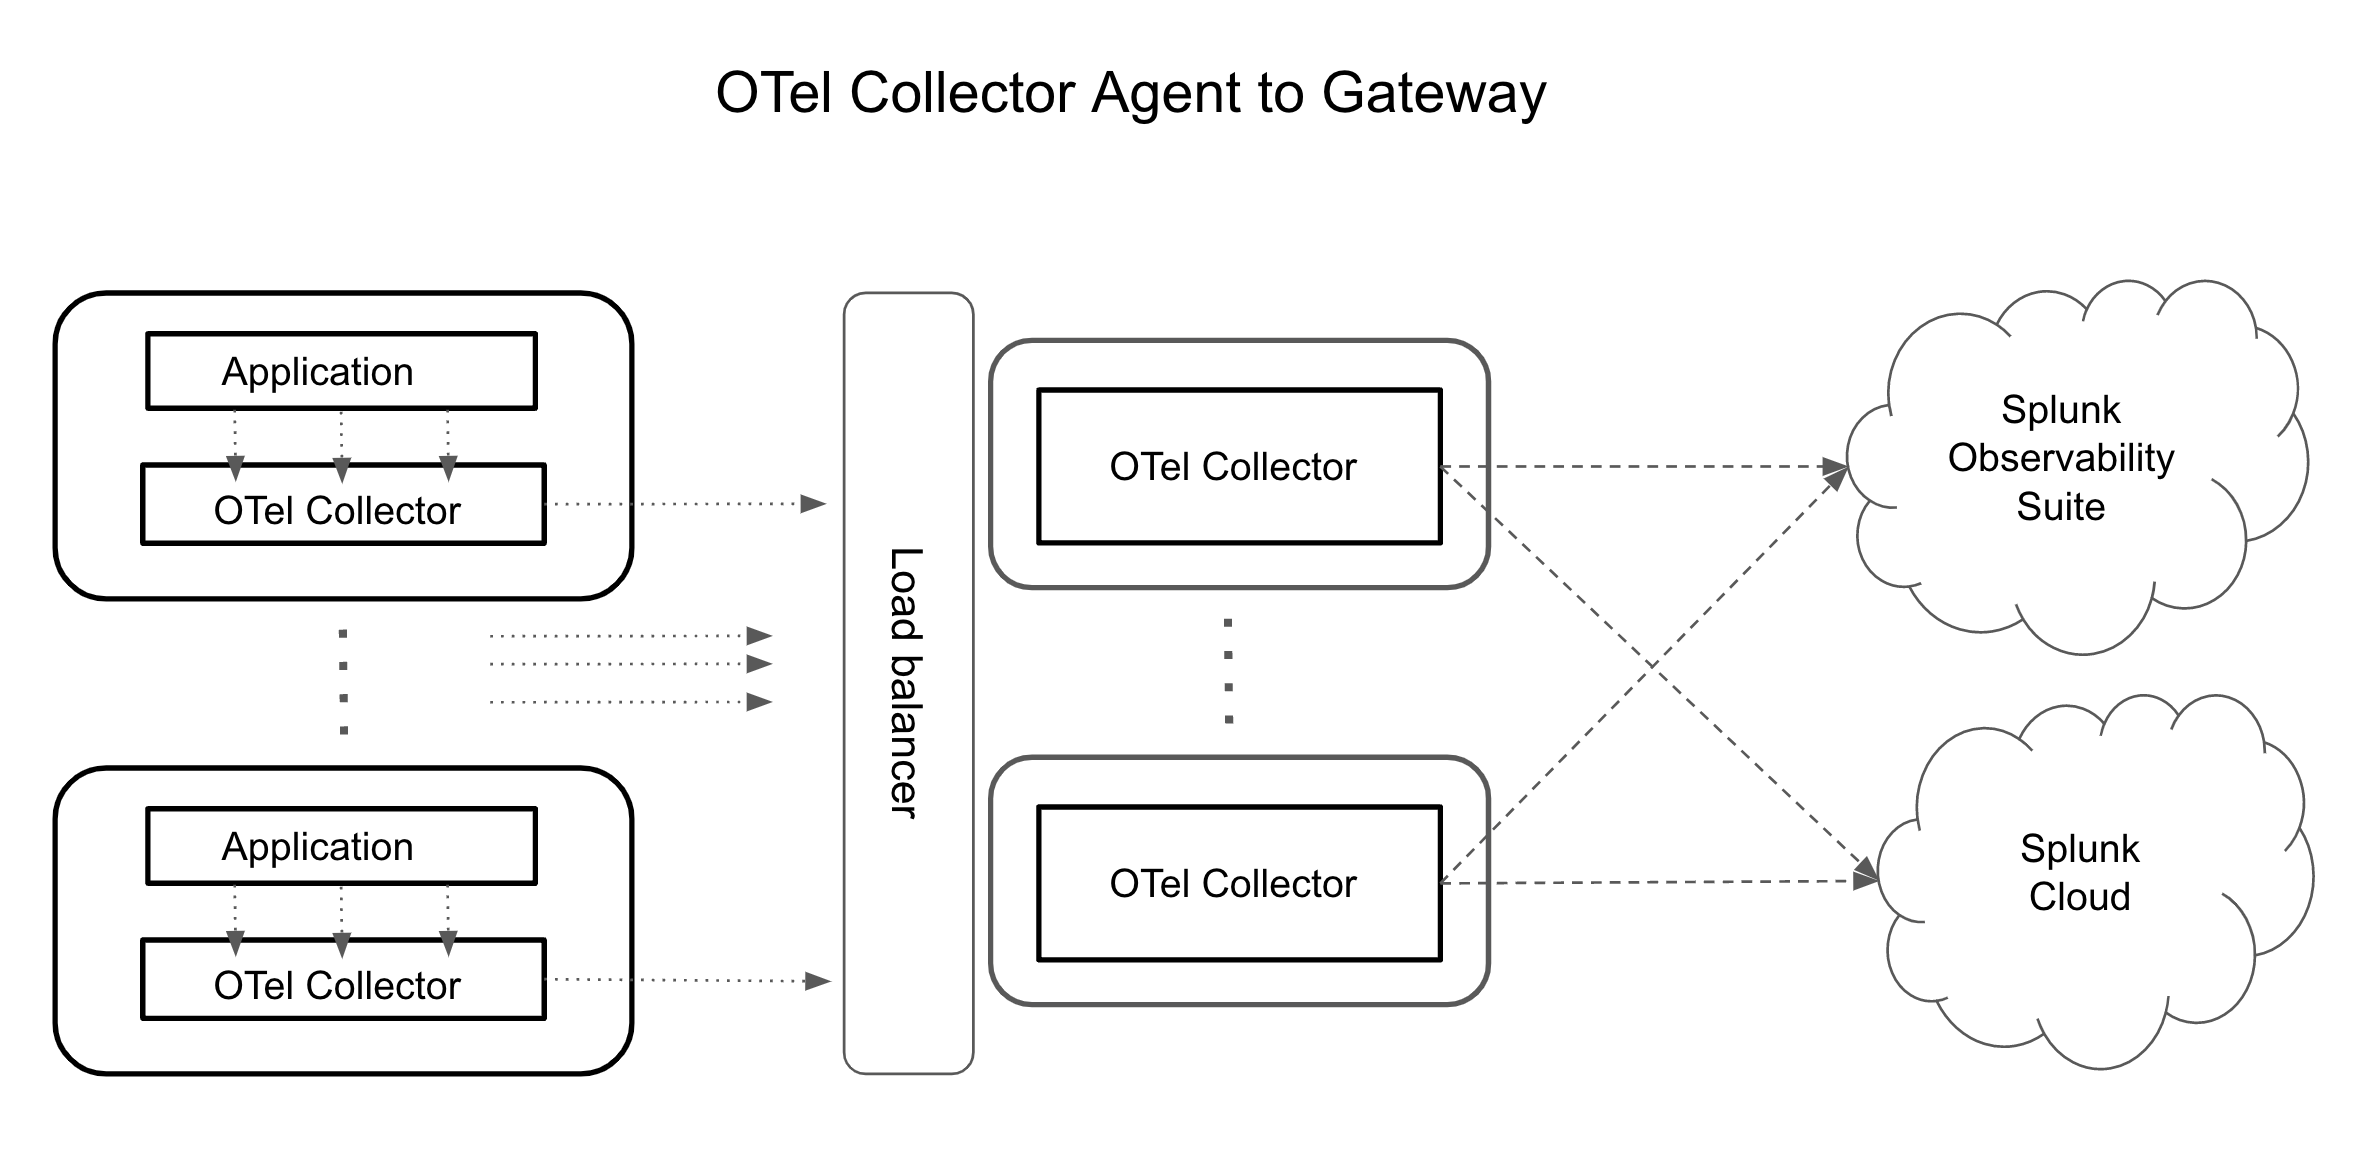 OTel Collector Agent to Gateway
Application
OTel Collector
Application
OTel Collector
Load balancer
OTel Collector
OTel Collector
Splunk
Observability
Suite
Splunk
Cloud